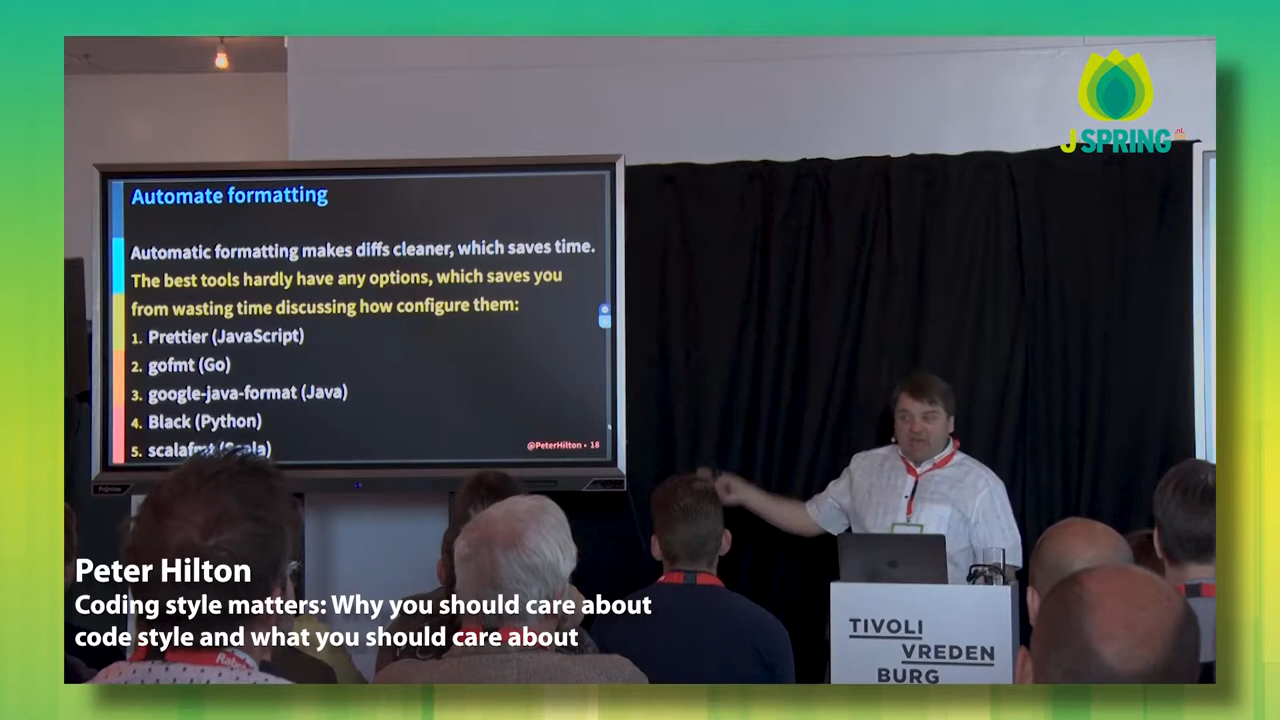 J SPRING .nl
Automate formatting
Automatic formatting makes diffs cleaner, which saves time.
The best tools hardly have any options, which saves you
from wasting time discussing how configure them:
1. Prettier (JavaScript)
2. gofmt (Go)
3. google-java-format (Java)
4. Black (Python)
5. scalafmt (Scala)
@PeterHilton • 18
Peter Hilton
Coding style matters: Why you should care about
code style and what you should care about
TIVOLI
VREDEN
BURG